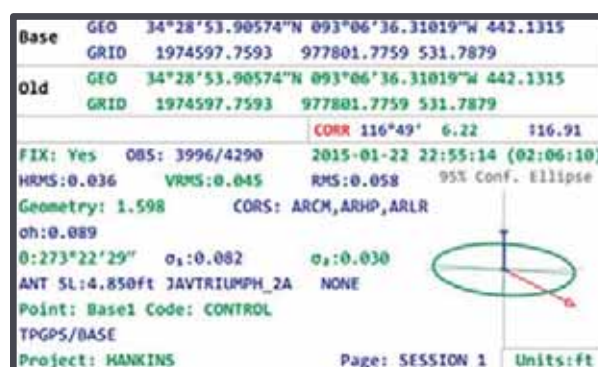 Base GEO 34°28'53.90574"N 093°06'36.31019"W 442.1315
GRID 1974597.7593 977801.7759 531.7879
Old GEO 34°28'53.90574"N 093°06'36.31019"W 442.1315
GRID 1974597.7593 977801.7759 531.7879
CORR 116°49' 6.22 ↕16.91
FIX: Yes OBS: 3996/4290 2015-01-22 22:55:14 (02:06:10)
HRMS:0.036 VRMS:0.045 RMS:0.058 95% Conf. Ellipse
Geometry: 1.598 CORS: ARCM,ARHP,ARLR
σh:0.089
θ:273°22'29" σ₁:0.082 σ₂:0.030
ANT SL:4.850ft JAVTRIUMPH_2A NONE
Point: Base1 Code: CONTROL
TPGPS/BASE
Project: HANKINS Page: SESSION 1 Units:ft